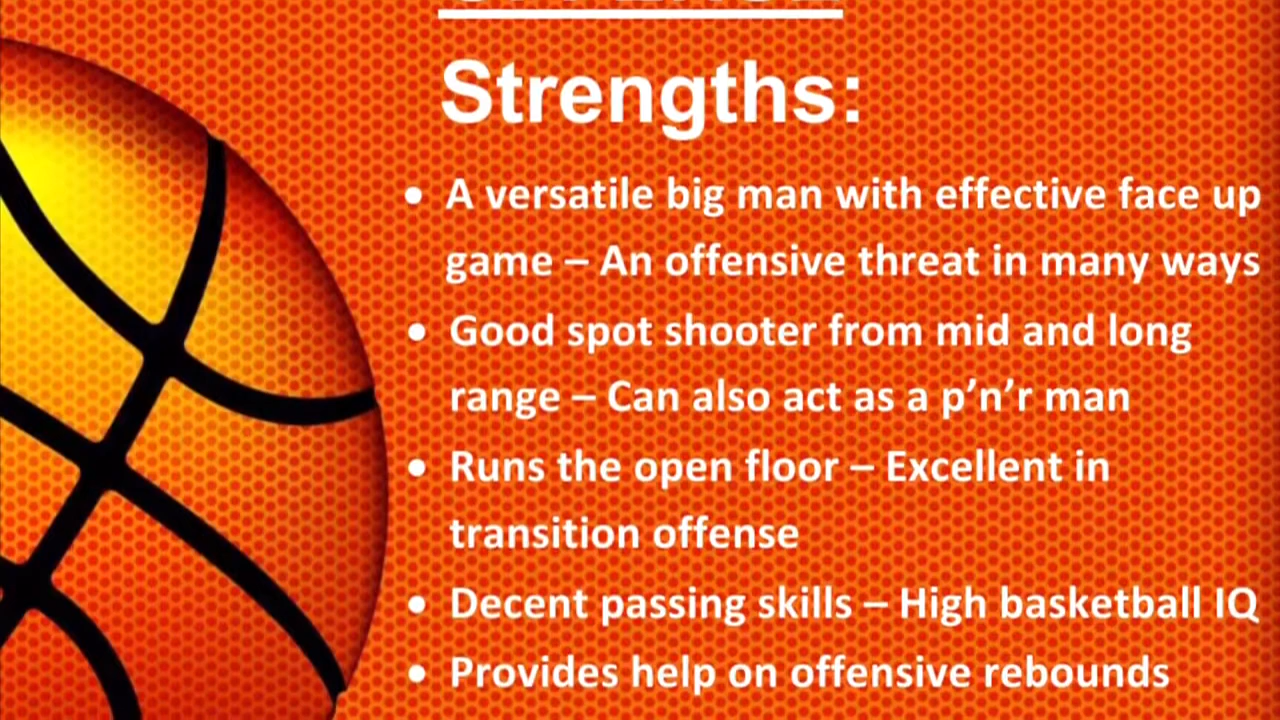 Strengths:
• A versatile big man with effective face up
game – An offensive threat in many ways
• Good spot shooter from mid and long
range – Can also act as a p’n’r man
• Runs the open floor – Excellent in
transition offense
• Decent passing skills – High basketball IQ
• Provides help on offensive rebounds